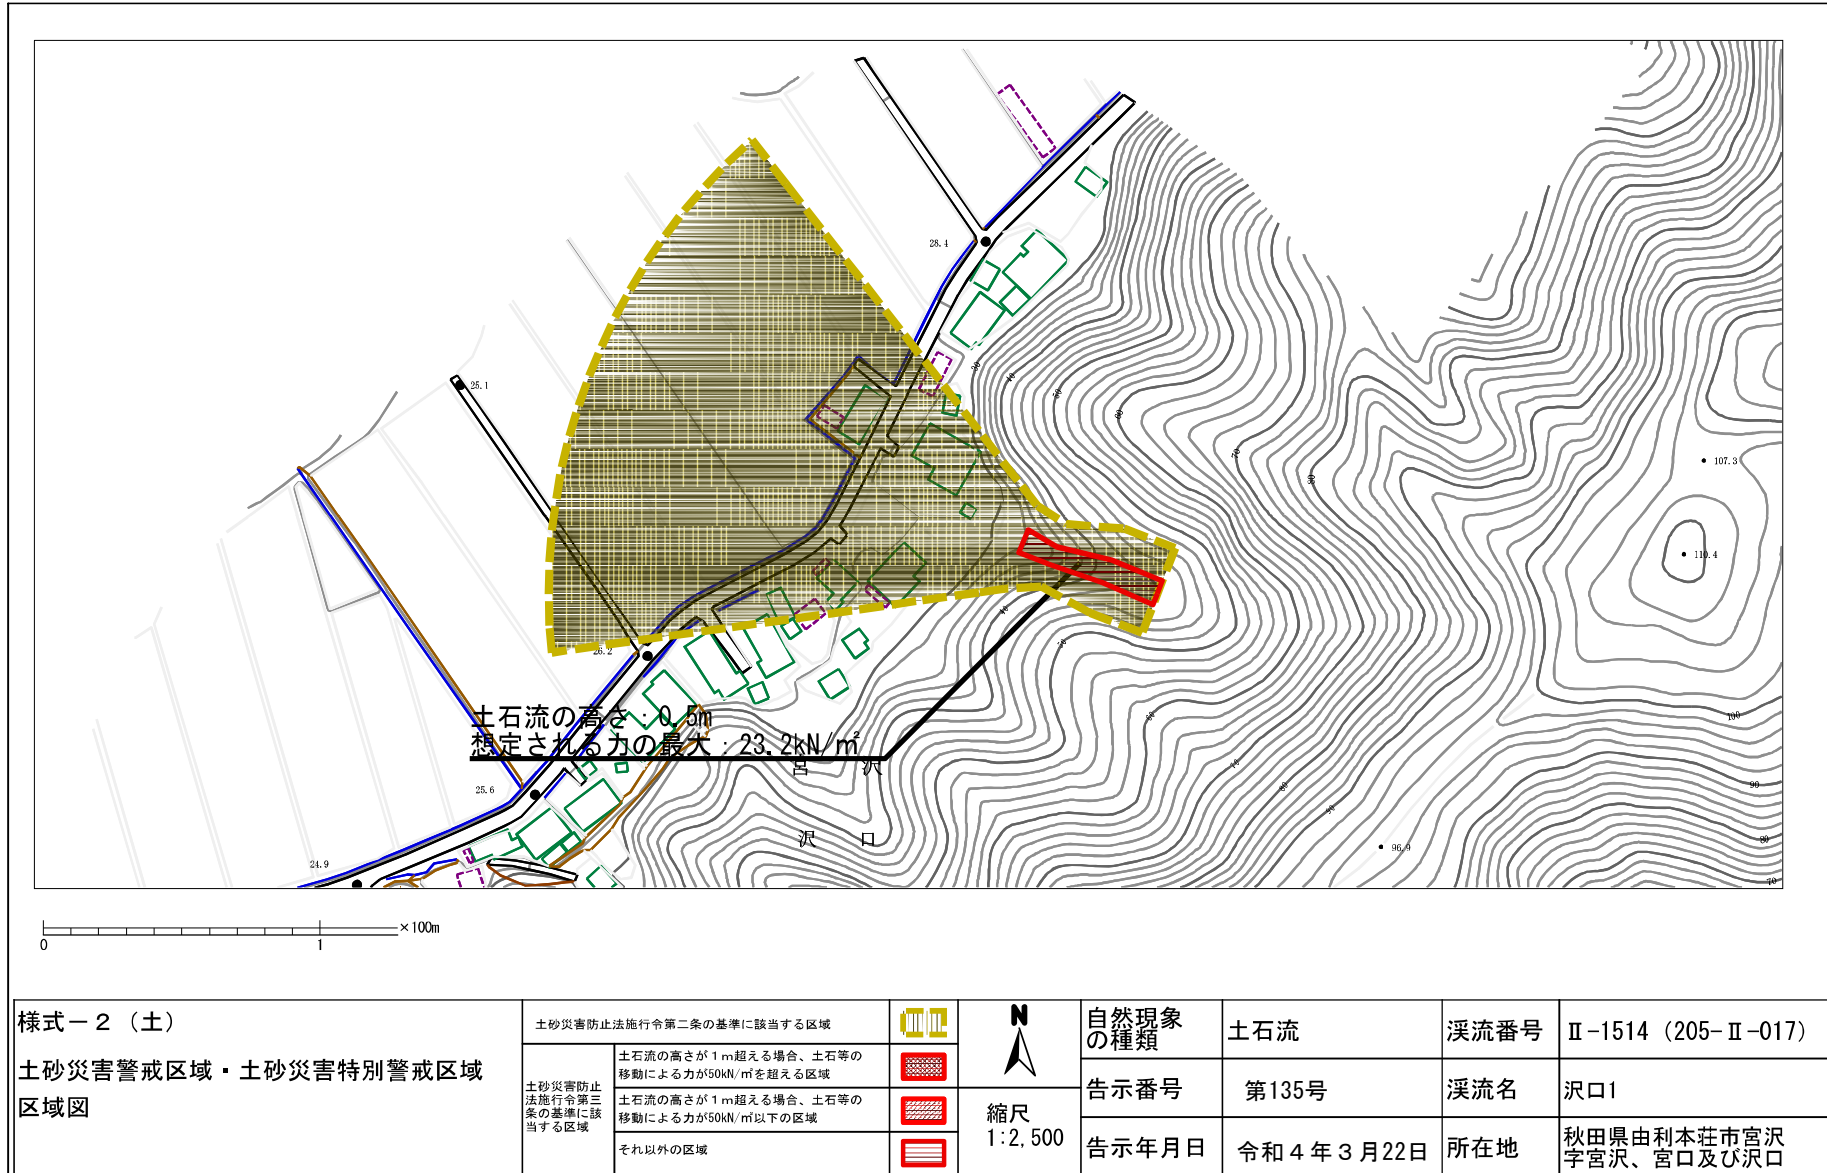 28.4
25.1
30
40
50
60
70
90
107.3
110.4
40
26.2
土石流の高さ：0.5m
想定される力の最大：23.2kN/㎡
宮　沢
沢　口
25.6
24.9
100
90
80
70
96.9
×100m
0　1
様式－２（土）
土砂災害警戒区域・土砂災害特別警戒区域
区域図
土砂災害防止法施行令第二条の基準に該当する区域
土砂災害防止
法施行令第三
条の基準に該
当する区域
土石流の高さが１ｍ超える場合、土石等の
移動による力が50kN/㎡を超える区域
土石流の高さが１ｍ超える場合、土石等の
移動による力が50kN/㎡以下の区域
それ以外の区域
N
縮尺
1:2,500
自然現象
の種類
土石流
渓流番号
Ⅱ-1514（205-Ⅱ-017）
告示番号
第135号
渓流名
沢口1
告示年月日
令和４年３月22日
所在地
秋田県由利本荘市宮沢
字宮沢、宮口及び沢口